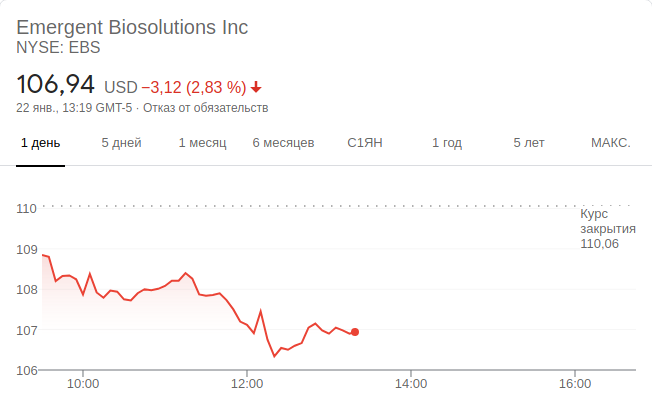 Emergent Biosolutions Inc
NYSE: EBS
106,94 USD −3,12 (2,83 %)
22 янв., 13:19 GMT-5 · Отказ от обязательств
1 день 5 дней 1 месяц 6 месяцев С1ЯН 1 год 5 лет МАКС.
110
Курс
закрытия
110,06
109
108
107
106
10:00 12:00 14:00 16:00